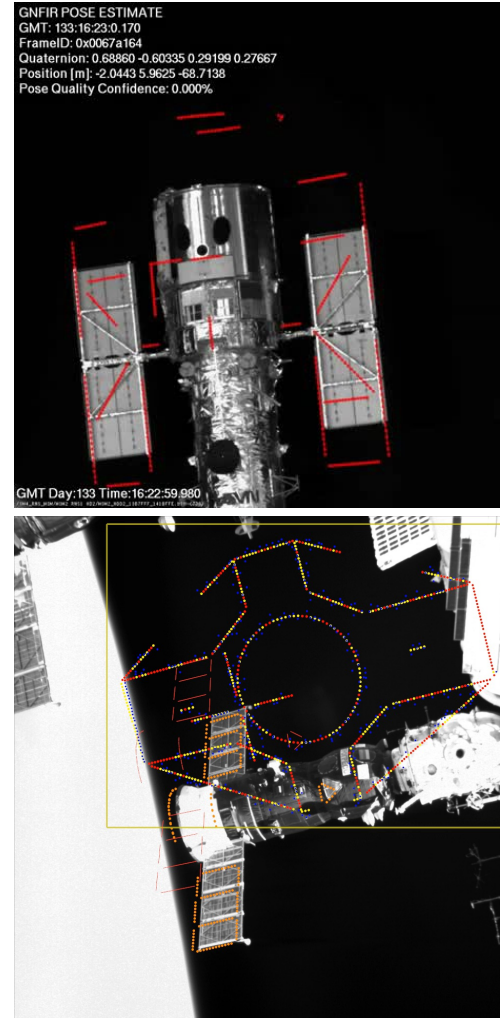 GNFIR POSE ESTIMATE
GMT: 133:16:23:0.170
FrameID: 0x0067a164
Quaternion: 0.68860 -0.60335 0.29199 0.27667
Position [m]: -2.0443 5.9625 -68.7138
Pose Quality Confidence: 0.000%
GMT Day:133 Time:16:22:59.980